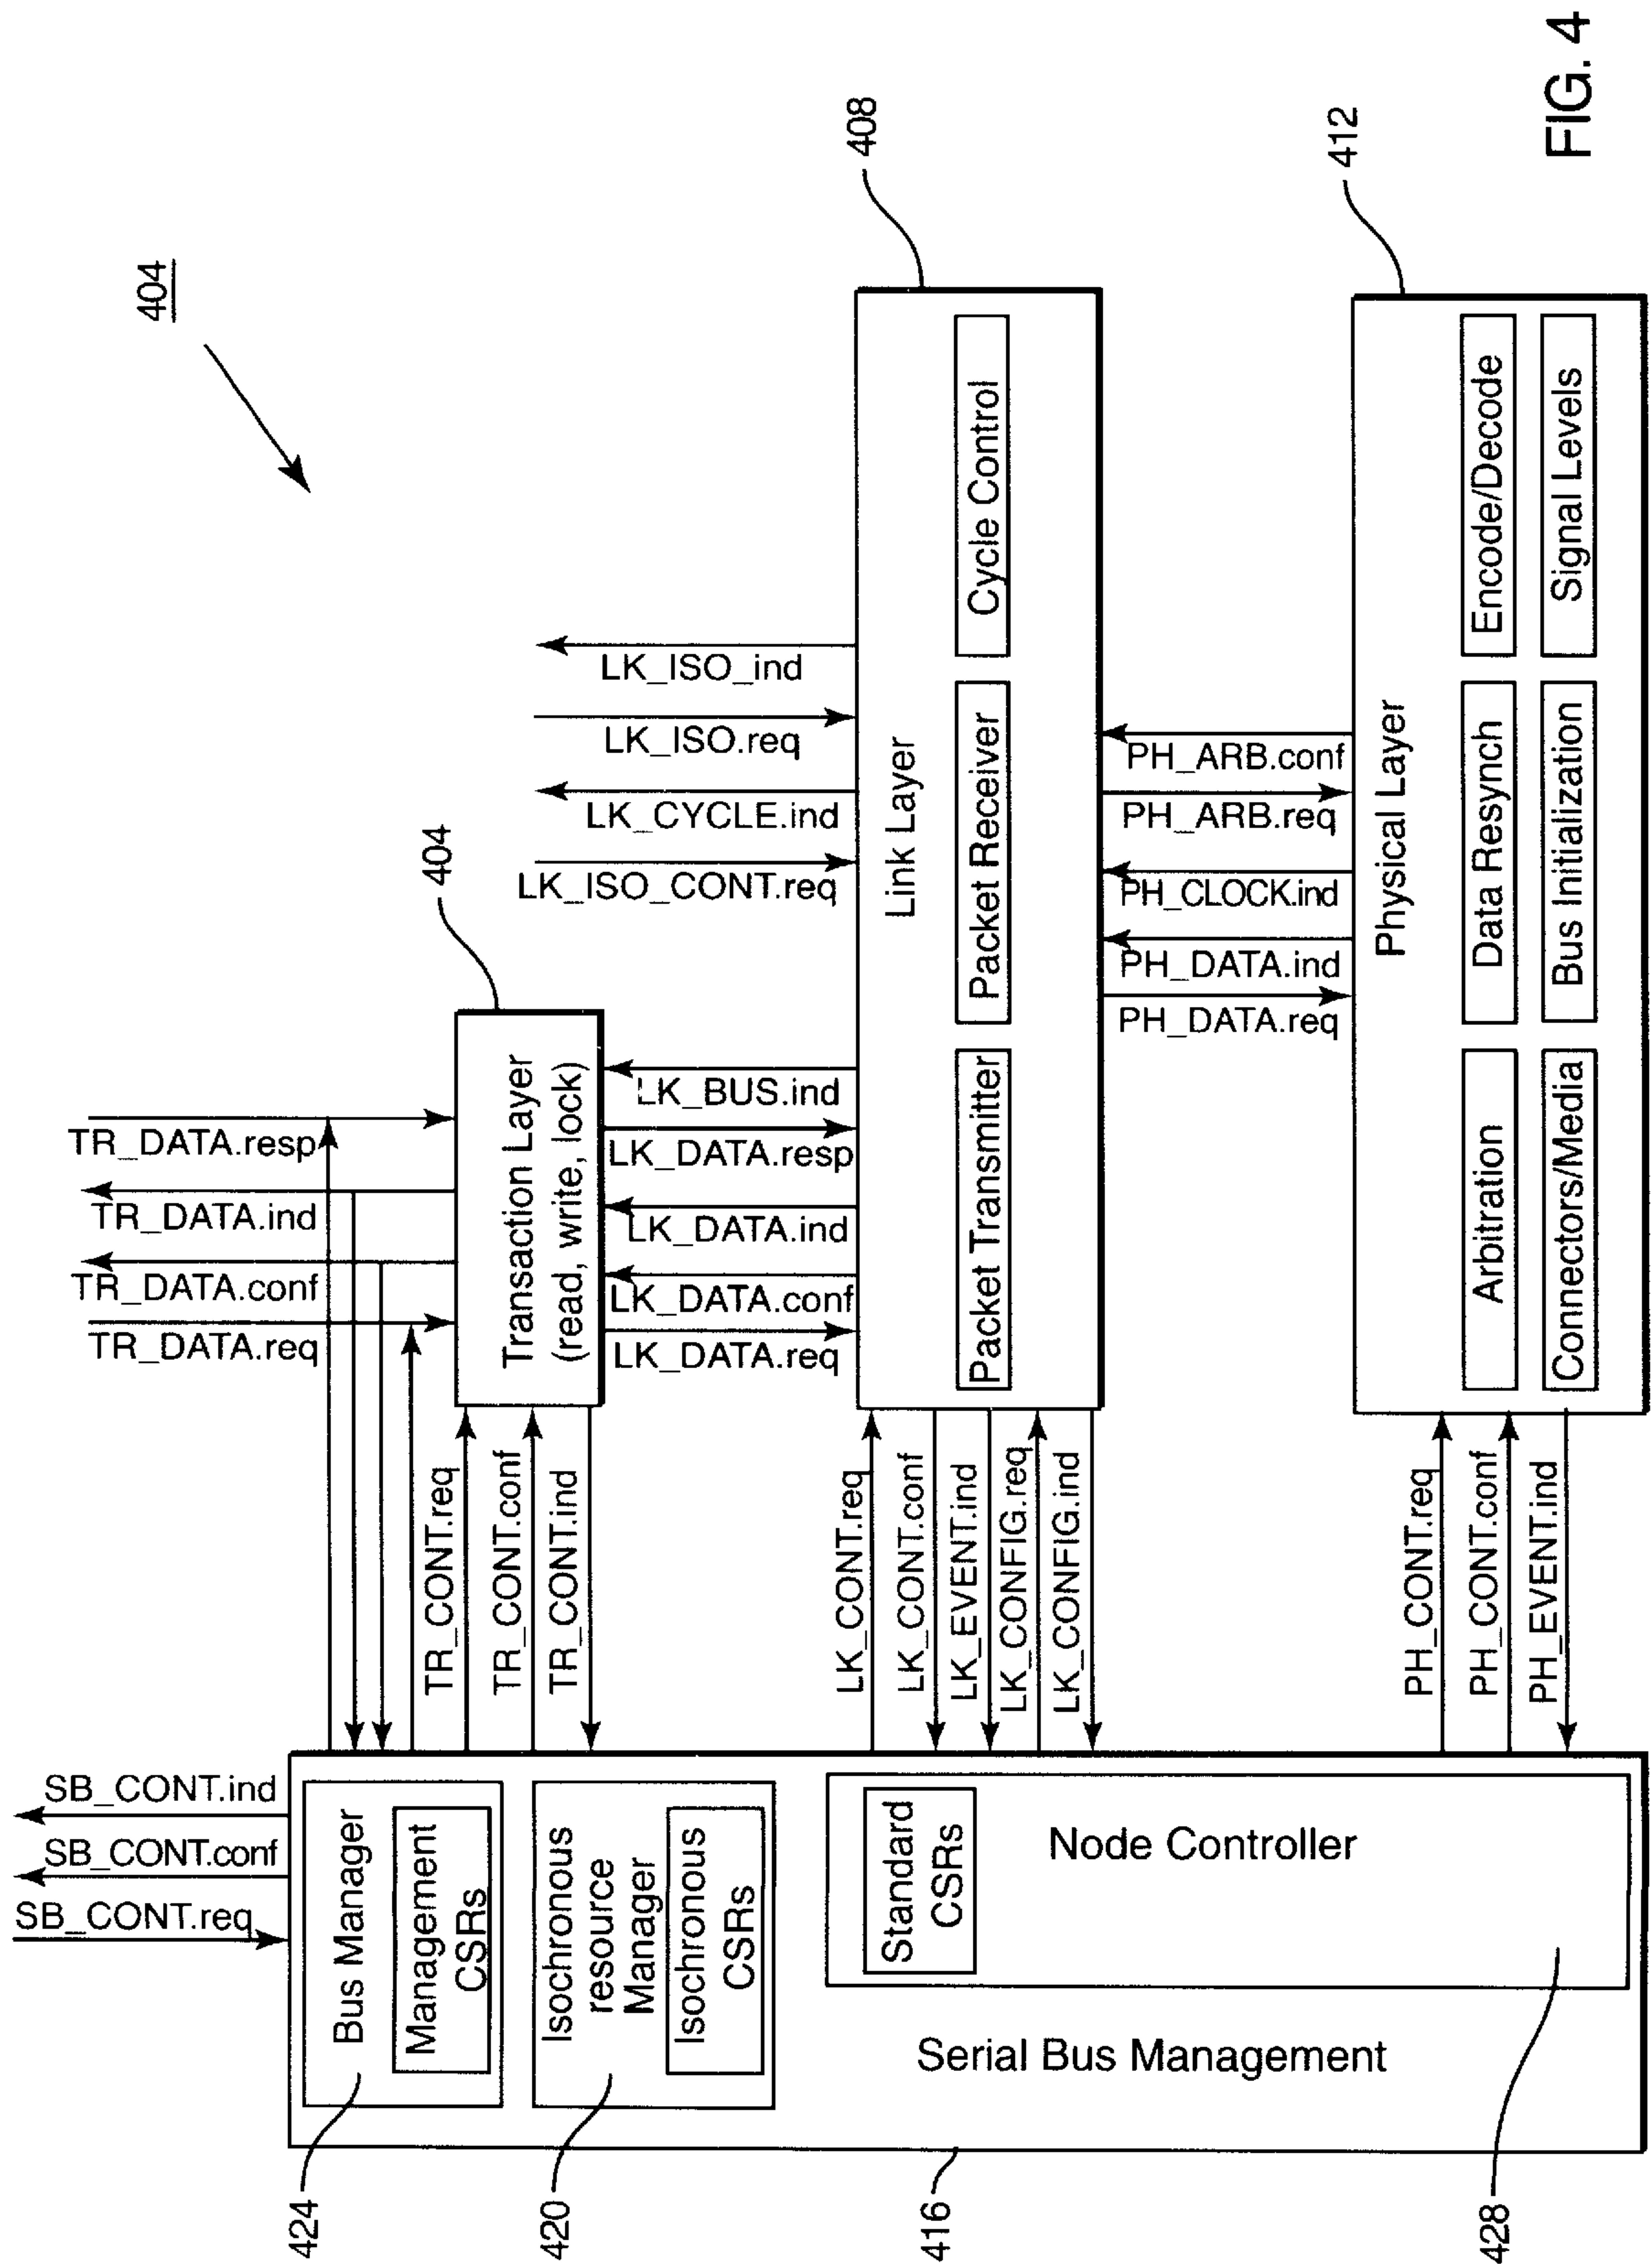 404
SB_CONT.req
SB_CONT.conf
SB_CONT.ind
TR_DATA.req
TR_DATA.conf
TR_DATA.ind
TR_DATA.resp
424
Bus Manager
Management
CSRs
420
Isochronous
resource
Manager
Isochronous
CSRs
416
Serial Bus Management
Standard
CSRs
Node Controller
428
TR_CONT.req
TR_CONT.conf
TR_CONT.ind
404
Transaction Layer
(read, write, lock)
LK_DATA.req
LK_DATA.conf
LK_DATA.ind
LK_DATA.resp
LK_BUS.ind
LK_ISO_CONT.req
LK_CYCLE.ind
LK_ISO.req
LK_ISO_ind
LK_CONT.req
LK_CONT.conf
LK_EVENT.ind
LK_CONFIG.req
LK_CONFIG.ind
408
Link Layer
Packet Transmitter
Packet Receiver
Cycle Control
PH_DATA.req
PH_DATA.ind
PH_CLOCK.ind
PH_ARB.req
PH_ARB.conf
PH_CONT.req
PH_CONT.conf
PH_EVENT.ind
412
Physical Layer
Arbitration
Data Resynch
Encode/Decode
Connectors/Media
Bus Initialization
Signal Levels
FIG. 4